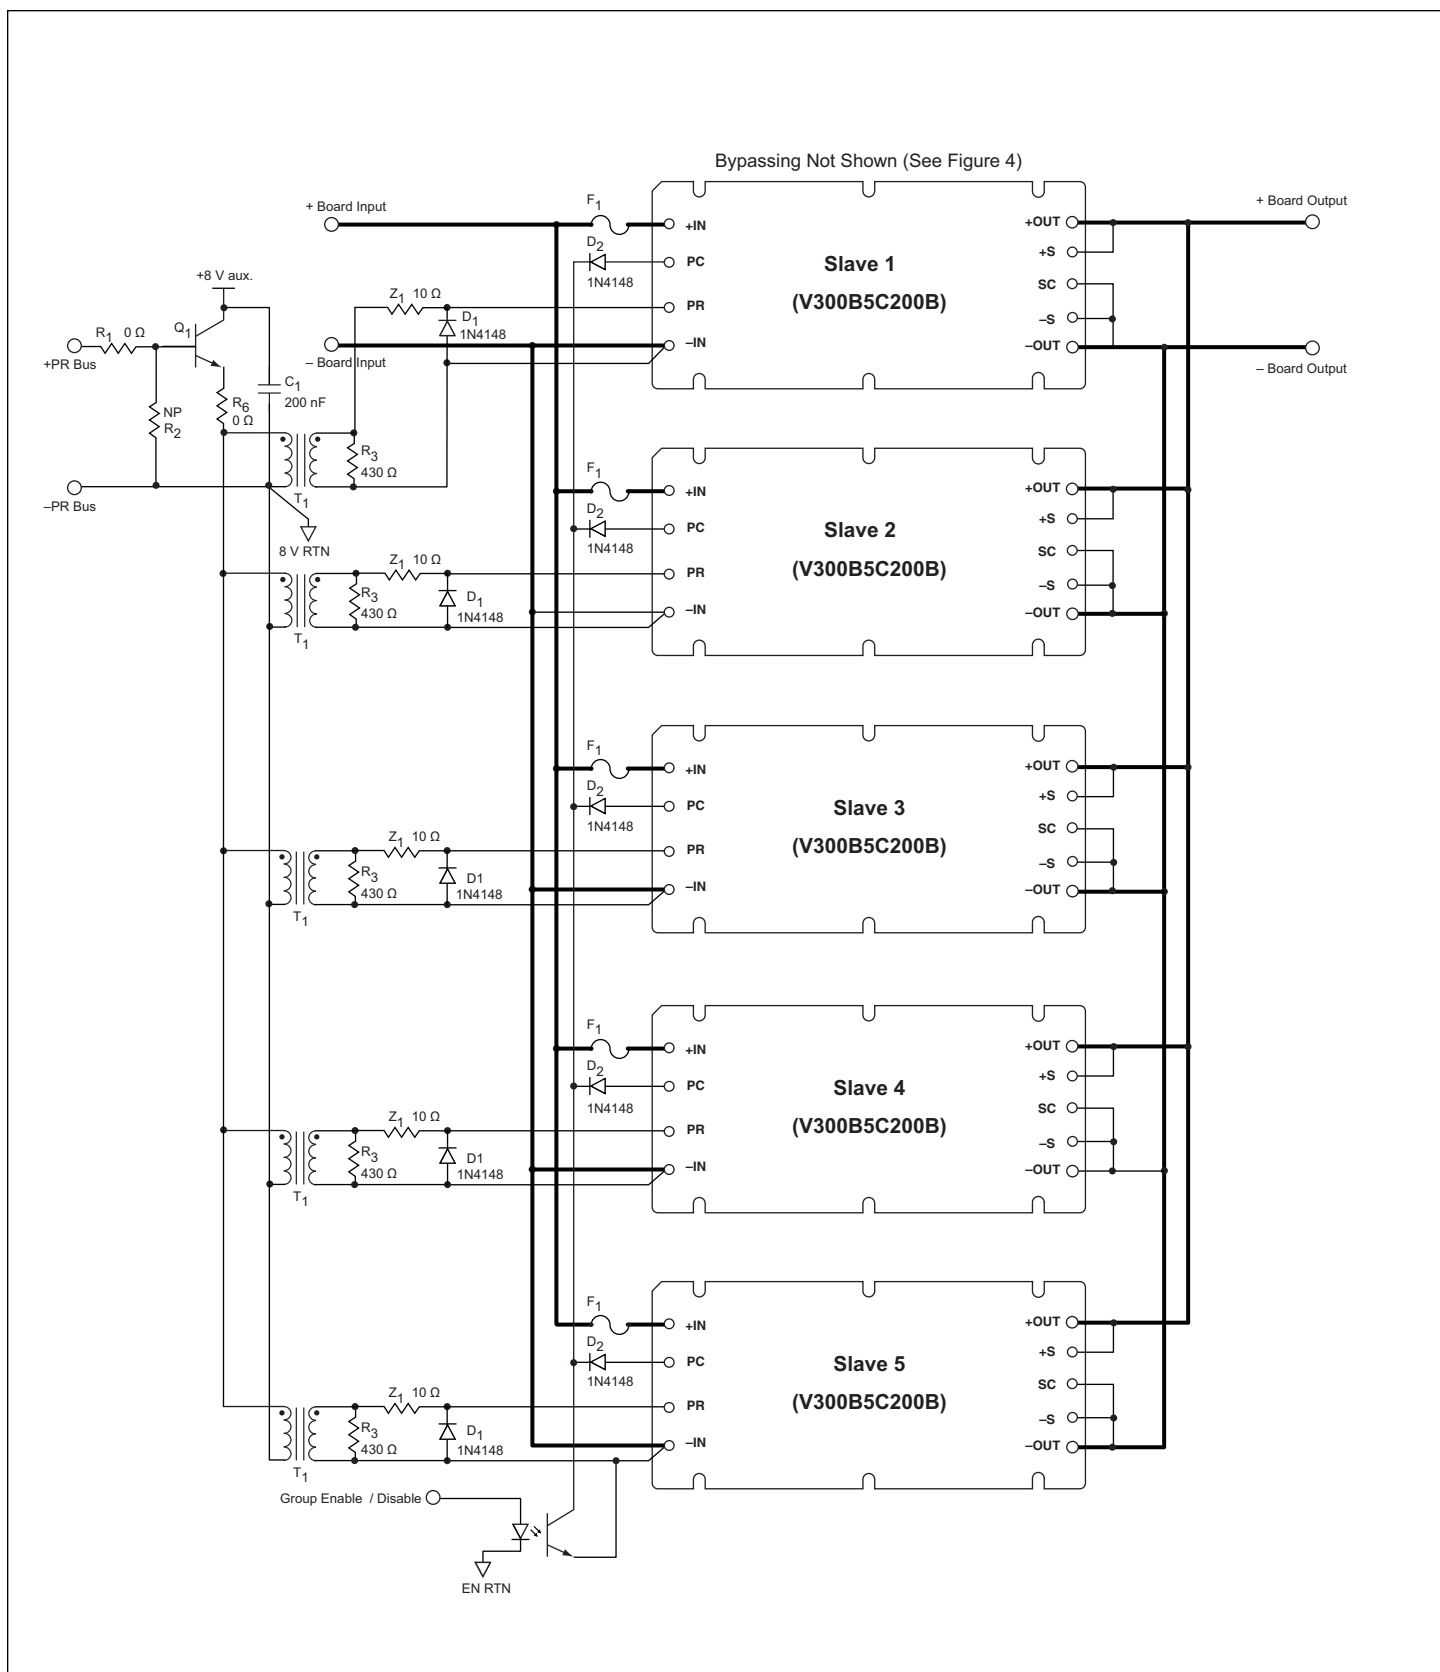 Bypassing Not Shown (See Figure 4)
+ Board Input
F1
+IN
D2
1N4148
PC
Slave 1
(V300B5C200B)
+OUT
+S
SC
–S
–OUT
+ Board Output
– Board Output
+8 V aux.
Q1
R1 0 Ω
+PR Bus
Z1 10 Ω
D1
1N4148
PR
–IN
– Board Input
C1
200 nF
R6
0 Ω
NP
R2
R3
430 Ω
T1
–PR Bus
8 V RTN
F1
+IN
D2
1N4148
PC
Slave 2
(V300B5C200B)
+OUT
+S
SC
–S
–OUT
Z1 10 Ω
R3
430 Ω
D1
1N4148
PR
–IN
T1
F1
+IN
D2
1N4148
PC
Slave 3
(V300B5C200B)
+OUT
+S
SC
–S
–OUT
Z1 10 Ω
R3
430 Ω
D1
1N4148
PR
–IN
T1
F1
+IN
D2
1N4148
PC
Slave 4
(V300B5C200B)
+OUT
+S
SC
–S
–OUT
Z1 10 Ω
R3
430 Ω
D1
1N4148
PR
–IN
T1
F1
+IN
D2
1N4148
PC
Slave 5
(V300B5C200B)
+OUT
+S
SC
–S
–OUT
Z1 10 Ω
R3
430 Ω
D1
1N4148
PR
–IN
T1
Group Enable / Disable
EN RTN